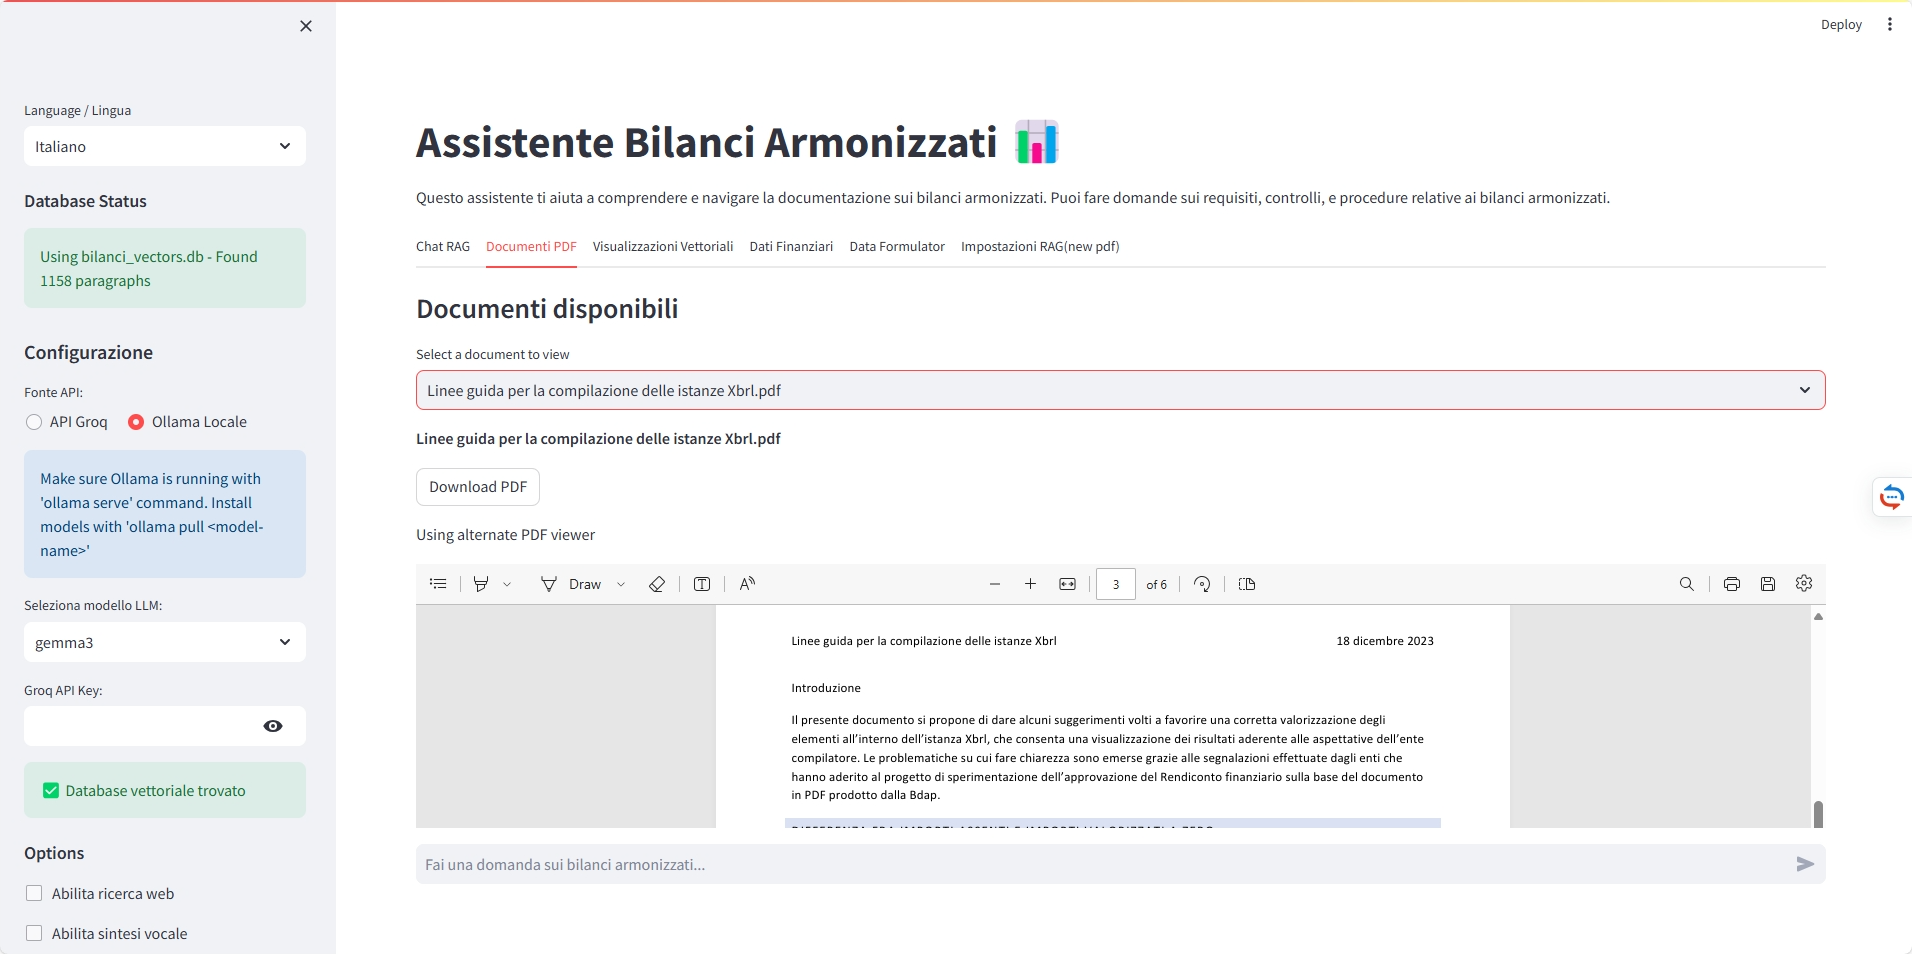 Deploy
Language / Lingua
Italiano
Database Status
Using bilanci_vectors.db - Found
1158 paragraphs
Configurazione
Fonte API:
API Groq
Ollama Locale
Make sure Ollama is running with
'ollama serve' command. Install
models with 'ollama pull <model-
name>'
Seleziona modello LLM:
gemma3
Groq API Key:
Database vettoriale trovato
Options
Abilita ricerca web
Abilita sintesi vocale
Assistente Bilanci Armonizzati
Questo assistente ti aiuta a comprendere e navigare la documentazione sui bilanci armonizzati. Puoi fare domande sui requisiti, controlli, e procedure relative ai bilanci armonizzati.
Chat RAG Documenti PDF Visualizzazioni Vettoriali Dati Finanziari Data Formulator Impostazioni RAG(new pdf)
Documenti disponibili
Select a document to view
Linee guida per la compilazione delle istanze Xbrl.pdf
Linee guida per la compilazione delle istanze Xbrl.pdf
Download PDF
Using alternate PDF viewer
Draw
3 of 6
Linee guida per la compilazione delle istanze Xbrl 18 dicembre 2023
Introduzione
Il presente documento si propone di dare alcuni suggerimenti volti a favorire una corretta valorizzazione degli
elementi all'interno dell'istanza Xbrl, che consenta una visualizzazione dei risultati aderente alle aspettative dell'ente
compilatore. Le problematiche su cui fare chiarezza sono emerse grazie alle segnalazioni effettuate dagli enti che
hanno aderito al progetto di sperimentazione dell'approvazione del Rendiconto finanziario sulla base del documento
in PDF prodotto dalla Bdap.
Fai una domanda sui bilanci armonizzati...